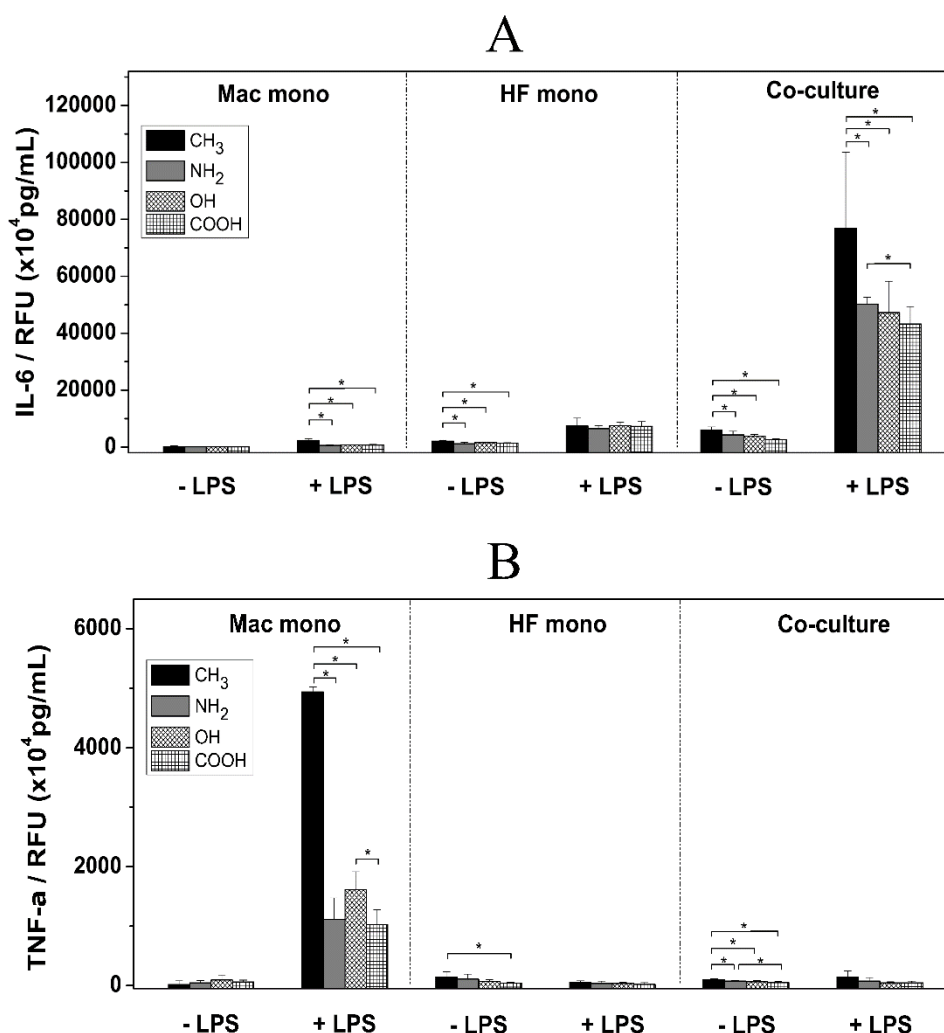 A
Mac mono HF mono Co-culture
IL-6 / RFU (x10⁴pg/mL)
120000
100000
80000
60000
40000
20000
0
CH₃
NH₂
OH
COOH
* * *
* * *
* * *
* * *
*
- LPS + LPS - LPS + LPS - LPS + LPS
B
Mac mono HF mono Co-culture
TNF-a / RFU (x10⁴pg/mL)
6000
4000
2000
0
CH₃
NH₂
OH
COOH
* * *
*
*
* * * *
- LPS + LPS - LPS + LPS - LPS + LPS